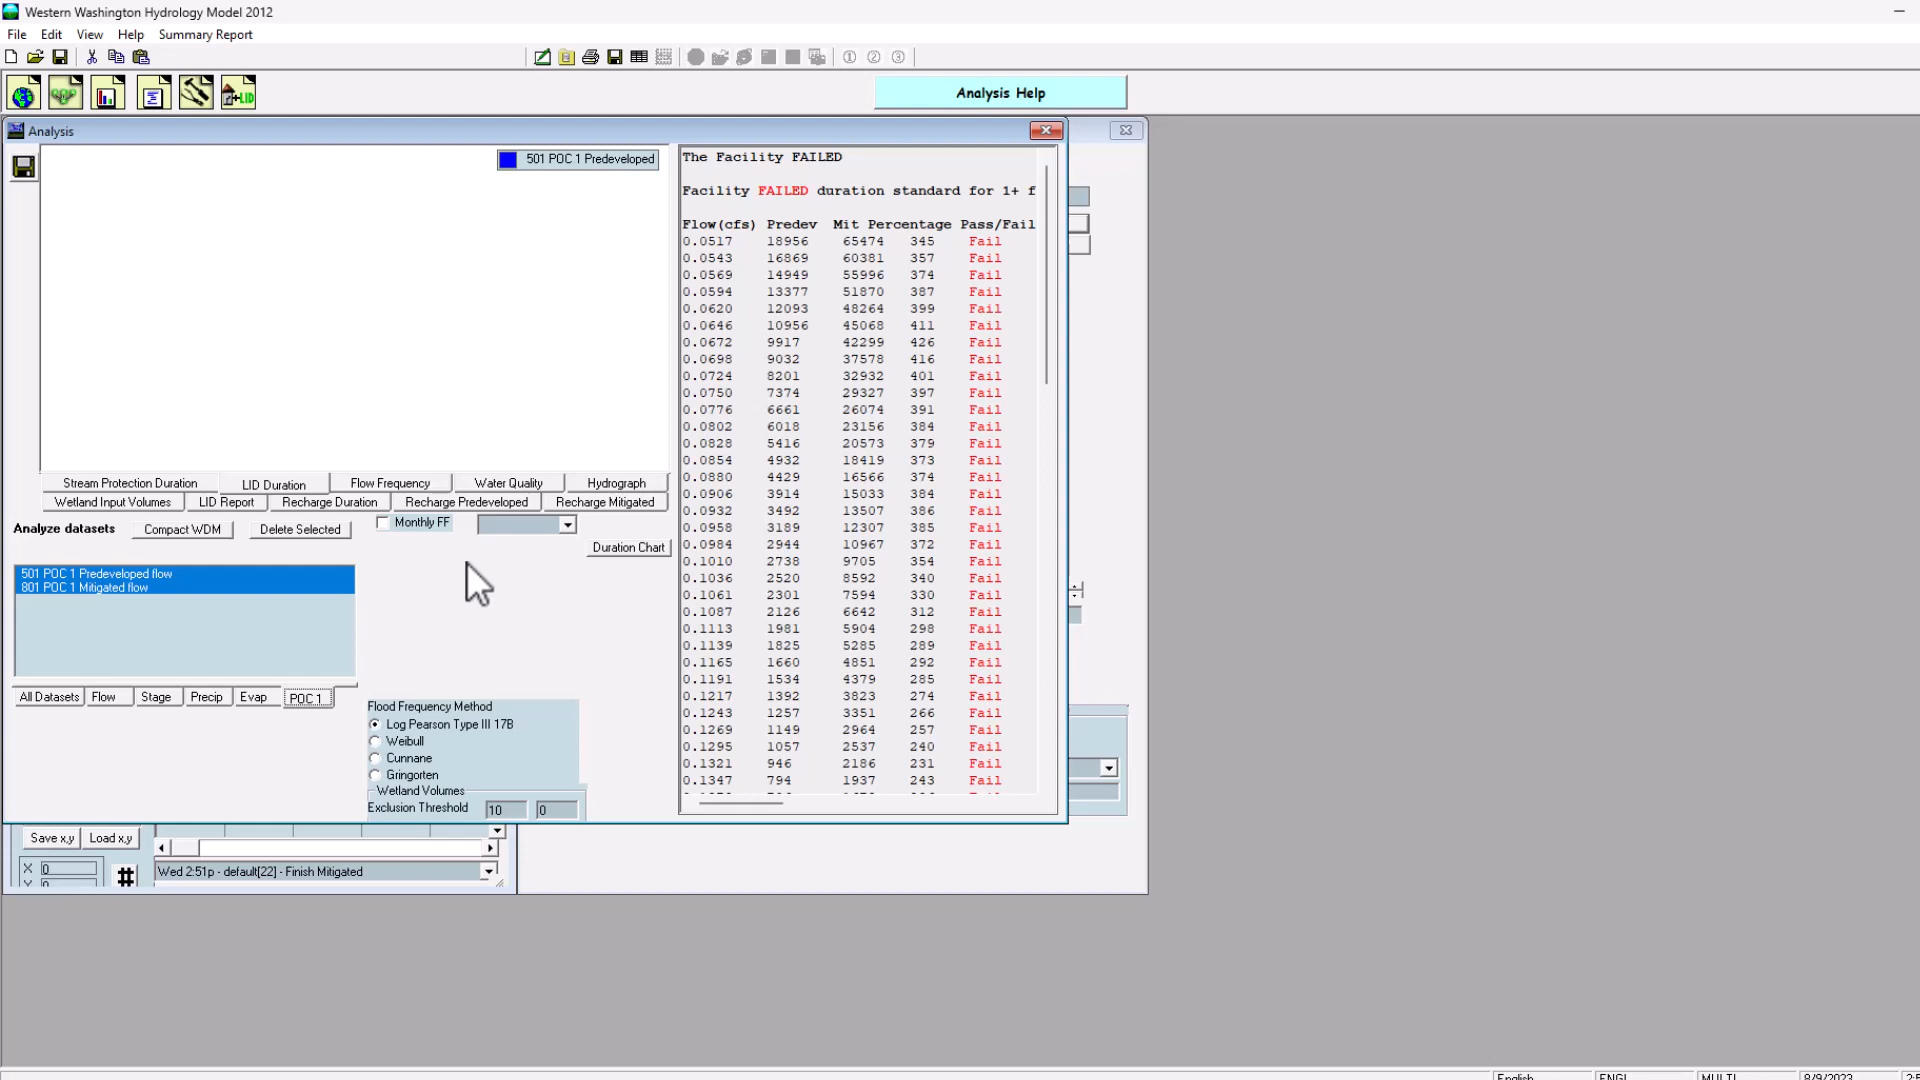 Western Washington Hydrology Model 2012
File Edit View Help Summary Report
Analysis Help
Analysis
501 POC 1 Predeveloped
The Facility FAILED
Facility FAILED duration standard for 1+ f
Flow(cfs) Predev Mit Percentage Pass/Fail
0.0517 18956 65474 345 Fail
0.0543 16869 60381 357 Fail
0.0569 14949 55996 374 Fail
0.0594 13377 51870 387 Fail
0.0620 12093 48264 399 Fail
0.0646 10956 45068 411 Fail
0.0672 9917 42299 426 Fail
0.0698 9032 37578 416 Fail
0.0724 8201 32932 401 Fail
0.0750 7374 29327 397 Fail
0.0776 6661 26074 391 Fail
0.0802 6018 23156 384 Fail
0.0828 5416 20573 379 Fail
0.0854 4932 18419 373 Fail
0.0880 4429 16566 374 Fail
0.0906 3914 15033 384 Fail
0.0932 3492 13507 386 Fail
0.0958 3189 12307 385 Fail
0.0984 2944 10967 372 Fail
0.1010 2738 9705 354 Fail
0.1036 2520 8592 340 Fail
0.1061 2301 7594 330 Fail
0.1087 2126 6642 312 Fail
0.1113 1981 5904 298 Fail
0.1139 1825 5285 289 Fail
0.1165 1660 4851 292 Fail
0.1191 1534 4379 285 Fail
0.1217 1392 3823 274 Fail
0.1243 1257 3351 266 Fail
0.1269 1149 2964 257 Fail
0.1295 1057 2537 240 Fail
0.1321 946 2186 231 Fail
0.1347 794 1937 243 Fail
Stream Protection Duration LID Duration Flow Frequency Water Quality Hydrograph
Wetland Input Volumes LID Report Recharge Duration Recharge Predeveloped Recharge Mitigated
Analyze datasets Compact WDM Delete Selected Monthly FF
Duration Chart
501 POC 1 Predeveloped flow
801 POC 1 Mitigated flow
All Datasets Flow Stage Precip Evap POC 1
Flood Frequency Method
Log Pearson Type III 17B
Weibull
Cunnane
Gringorten
Wetland Volumes
Exclusion Threshold 10 0
Save x,y Load x,y
X 0
Wed 2:51p - default[22] - Finish Mitigated
Y 0
English ENGL MULTI 8/9/2023